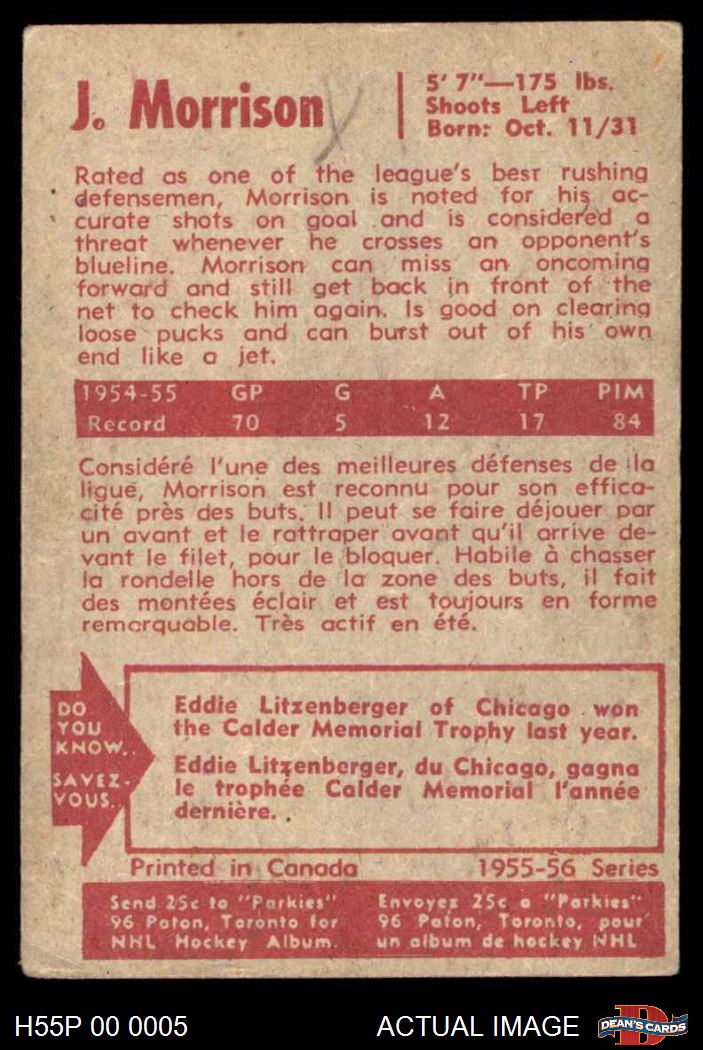 J. Morrison
5' 7"—175 lbs.
Shoots Left
Born: Oct. 11/31
Rated as one of the league's best rushing
defensemen, Morrison is noted for his ac-
curate shots on goal and is considered a
threat whenever he crosses an opponent's
blueline. Morrison can miss an oncoming
forward and still get back in front of the
net to check him again. Is good on clearing
loose pucks and can burst out of his own
end like a jet.
1954-55 GP G A TP PIM
Record 70 5 12 17 84
Considéré l'une des meilleures défenses de la
ligue, Morrison est reconnu pour son effica-
cité près des buts. Il peut se faire déjouer par
un avant et le rattraper avant qu'il arrive de-
vant le filet, pour le bloquer. Habile à chasser
la rondelle hors de la zone des buts, il fait
des montées éclair et est toujours en forme
remarquable. Très actif en été.
DO
YOU
KNOW..
SAVEZ-
VOUS..
Eddie Litzenberger of Chicago won
the Calder Memorial Trophy last year.
Eddie Litzenberger, du Chicago, gagna
le trophée Calder Memorial l'année
dernière.
Printed in Canada 1955-56 Series
Send 25c to "Parkies"
96 Paton, Toronto for
NHL Hockey Album.
Envoyez 25c a "Parkies"
96 Paton, Toronto, pour
un album de hockey NHL
H55P 00 0005 ACTUAL IMAGE
D
DEAN'S CARDS